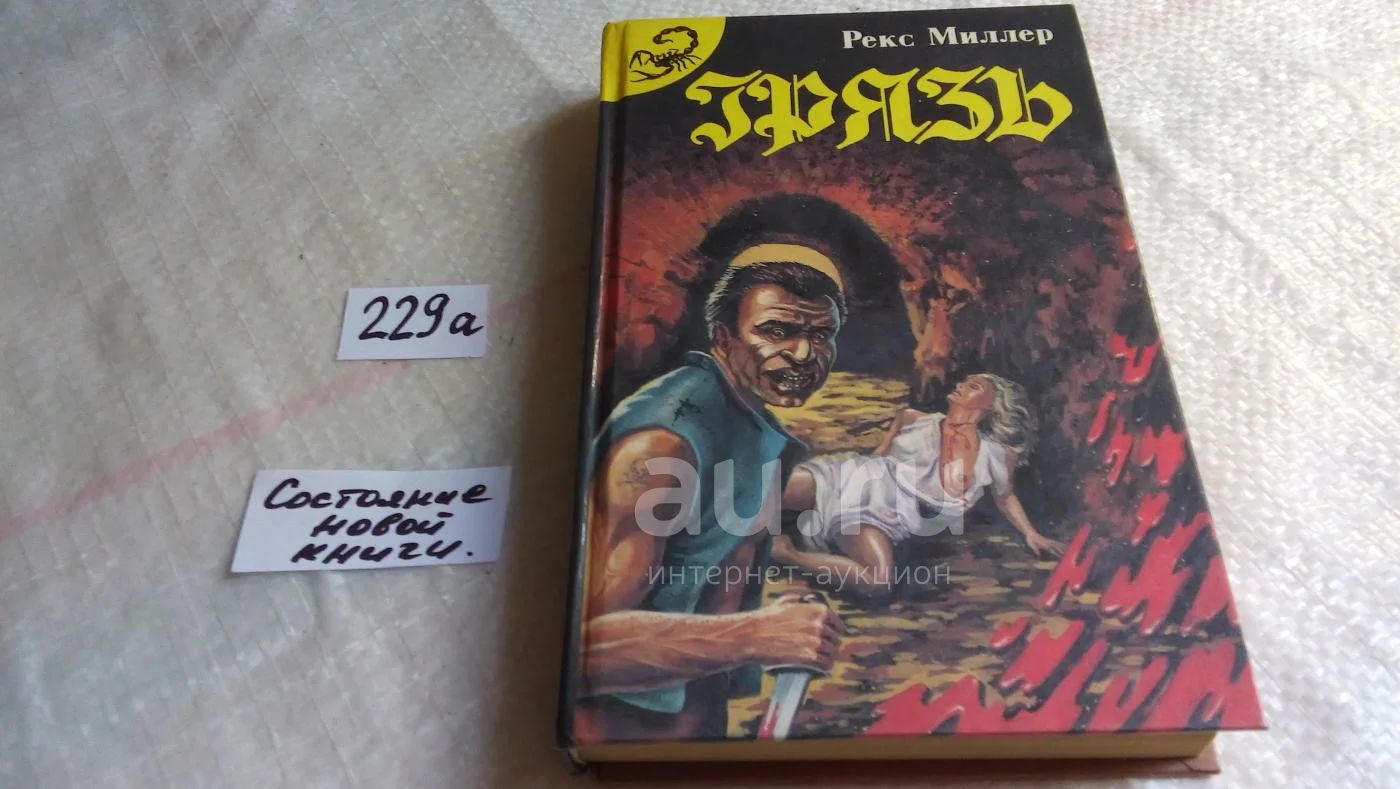 Рекс Миллер
ГРЯЗЬ
229а
Состояние
новой
книги.
au.ru
интернет-аукцион